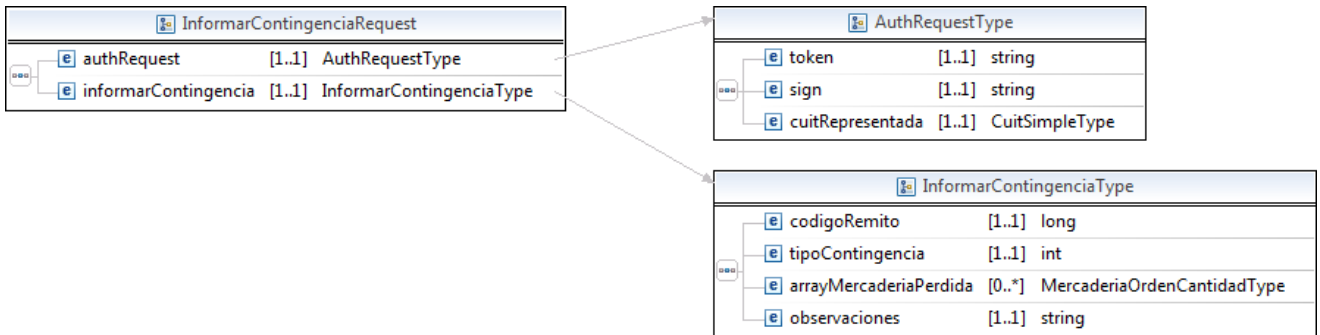 InformarContingenciaRequest
e authRequest [1..1] AuthRequestType
e informarContingencia [1..1] InformarContingenciaType
AuthRequestType
e token [1..1] string
e sign [1..1] string
e cuitRepresentada [1..1] CuitSimpleType
InformarContingenciaType
e codigoRemito [1..1] long
e tipoContingencia [1..1] int
e arrayMercaderiaPerdida [0..*] MercaderiaOrdenCantidadType
e observaciones [1..1] string